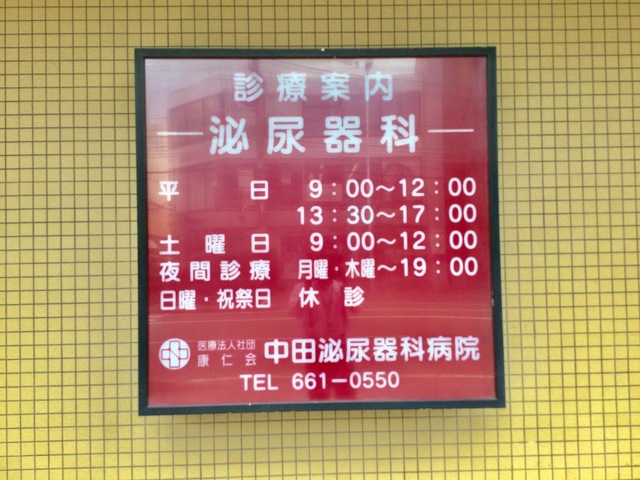 診療案内
泌尿器科
平日 9:00〜12:00
13:30〜17:00
土曜日 9:00〜12:00
夜間診療 月曜・木曜〜19:00
日曜・祝祭日 休診
医療法人社団
康仁会 中田泌尿器科病院
TEL 661-0550